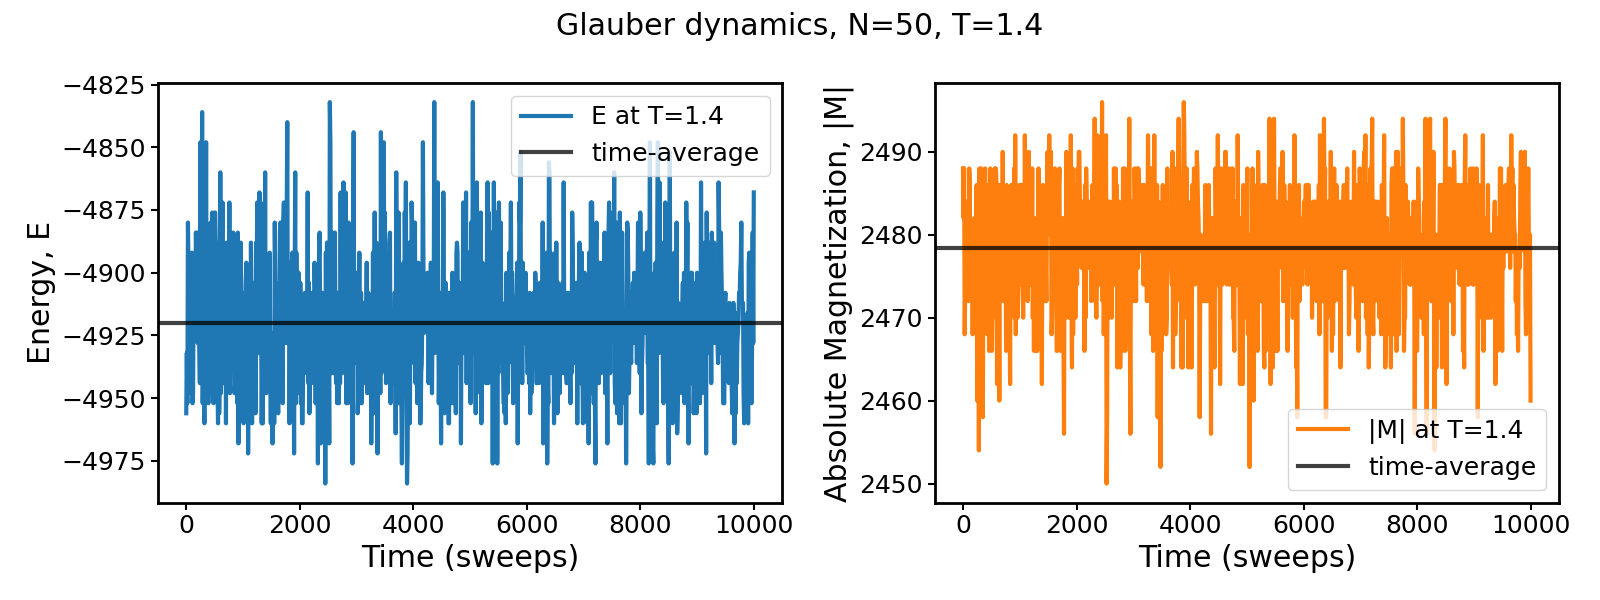 Glauber dynamics, N=50, T=1.4
Energy, E
−4825
−4850
−4875
−4900
−4925
−4950
−4975
E at T=1.4
time-average
0 2000 4000 6000 8000 10000
Time (sweeps)
Absolute Magnetization, |M|
2490
2480
2470
2460
2450
|M| at T=1.4
time-average
0 2000 4000 6000 8000 10000
Time (sweeps)